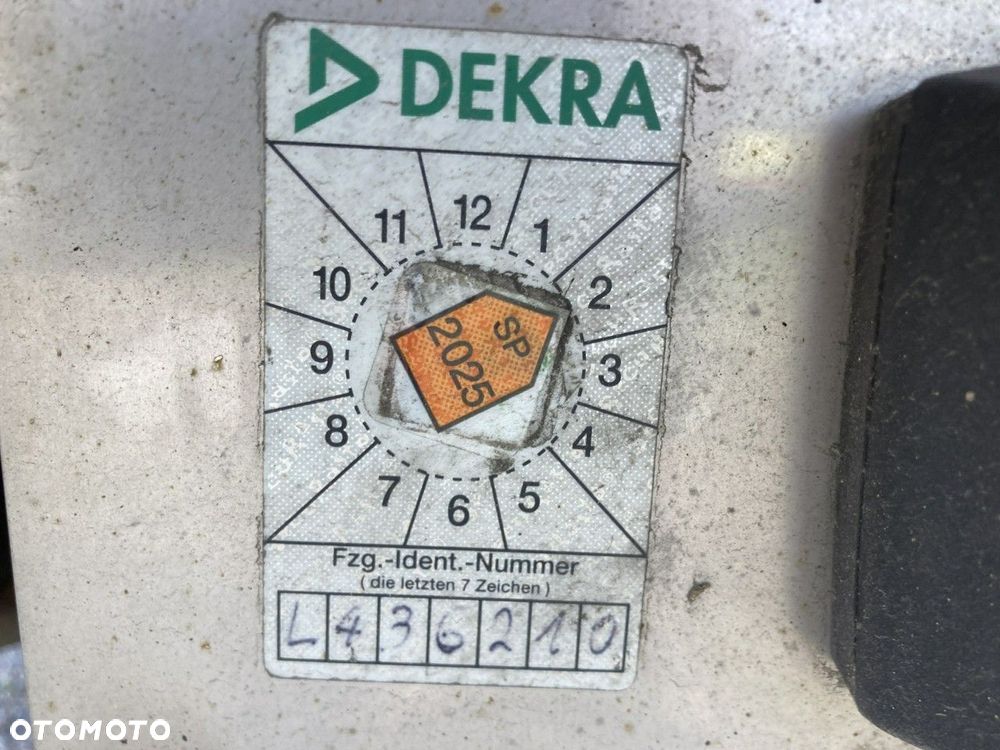 DEKRA
11 12 1
10 2
9 3
8 4
7 6 5
SP
2025
Fzg.-Ident.-Nummer
( die letzten 7 Zeichen )
L436210
OTOMOTO